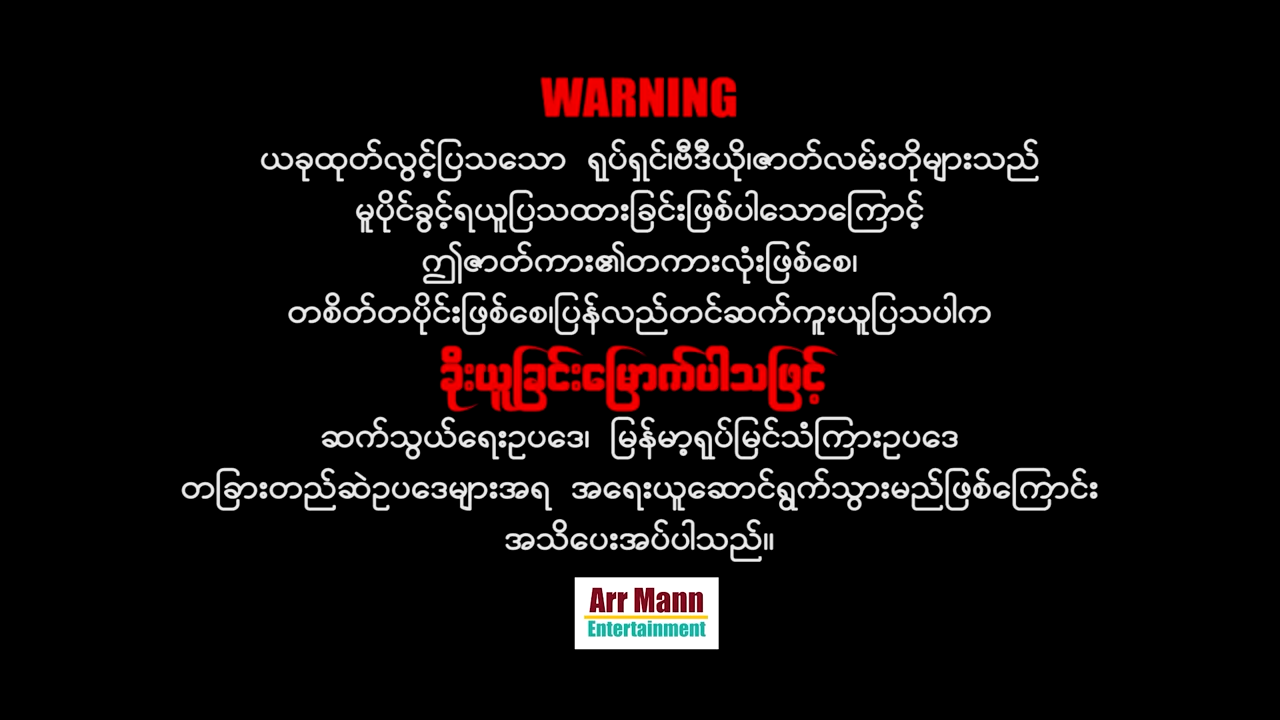 WARNING
ယခုထုတ်လွှင့်ပြသသော ရုပ်ရှင်၊ဗီဒီယို၊ဇာတ်လမ်းတိုများသည်
မူပိုင်ခွင့်ရယူပြသထားခြင်းဖြစ်ပါသောကြောင့်
ဤဇာတ်ကား၏တကားလုံးဖြစ်စေ၊
တစိတ်တပိုင်းဖြစ်စေ၊ပြန်လည်တင်ဆက်ကူးယူပြသပါက
ခိုးယူခြင်းမြောက်ပါသဖြင့်
ဆက်သွယ်ရေးဥပဒေ၊ မြန်မာ့ရုပ်မြင်သံကြားဥပဒေ
တခြားတည်ဆဲဥပဒေများအရ အရေးယူဆောင်ရွက်သွားမည်ဖြစ်ကြောင်း
အသိပေးအပ်ပါသည်။
Arr Mann
Entertainment